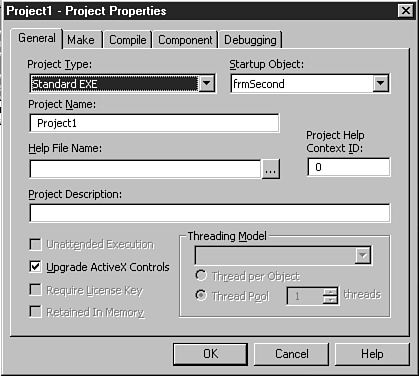 Project1 - Project Properties
General Make Compile Component Debugging
Project Type: Startup Object:
Standard EXE frmSecond
Project Name:
Project1
Project Help
Help File Name: Context ID:
... 0
Project Description:
Unattended Execution Threading Model
Upgrade ActiveX Controls
Thread per Object
Require License Key
Thread Pool 1 threads
Retained In Memory
OK Cancel Help